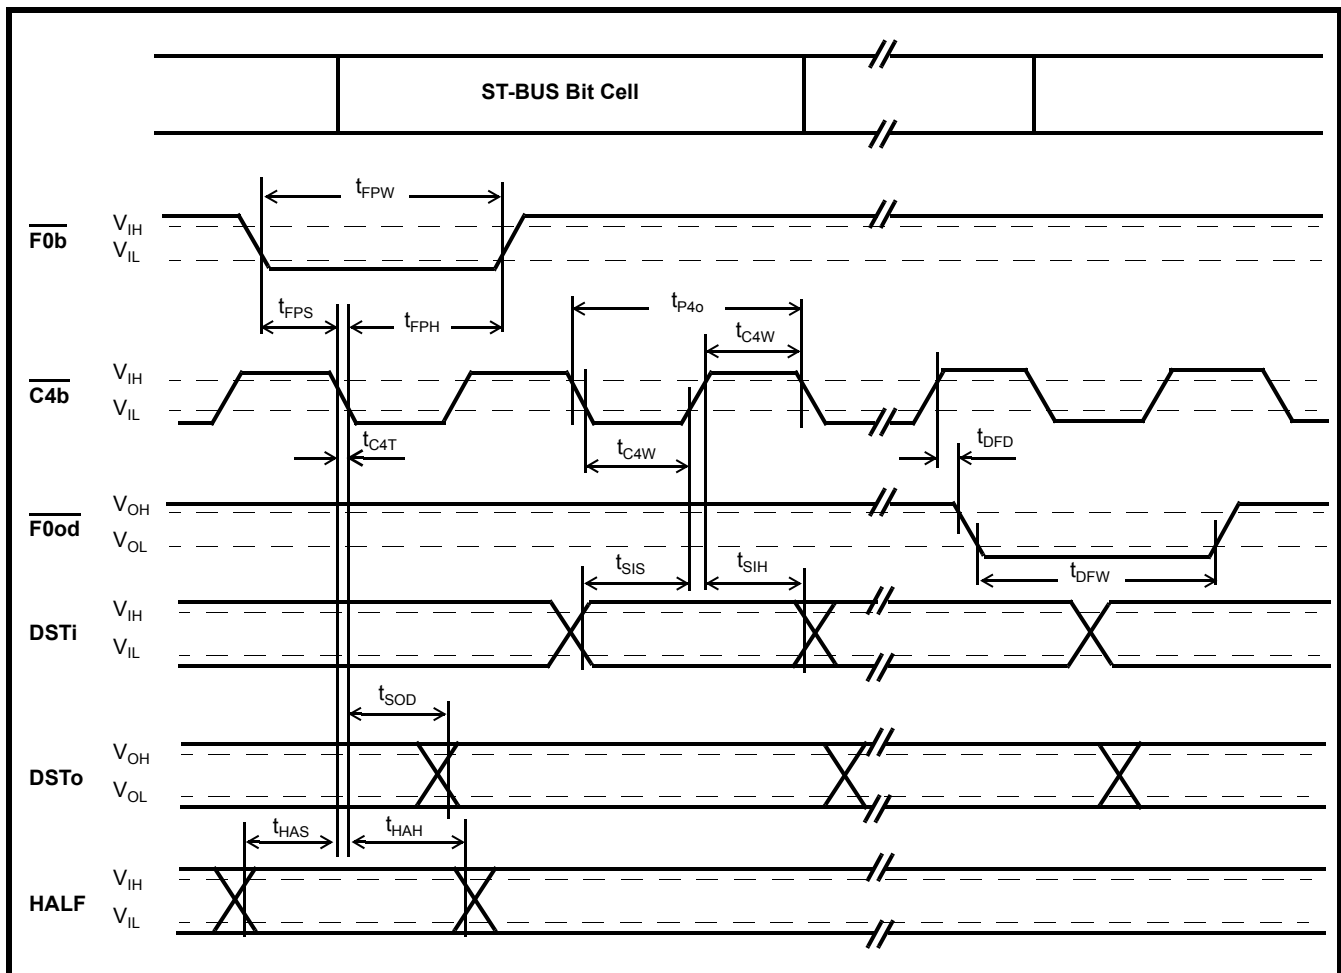 ST-BUS Bit Cell
tFPW
F0b
VIH
VIL
tFPS
tFPH
tP4o
tC4W
C4b
VIH
VIL
tC4T
tC4W
tDFD
F0od
VOH
VOL
tSIS
tSIH
tDFW
DSTi
VIH
VIL
tSOD
DSTo
VOH
VOL
tHAS
tHAH
HALF
VIH
VIL